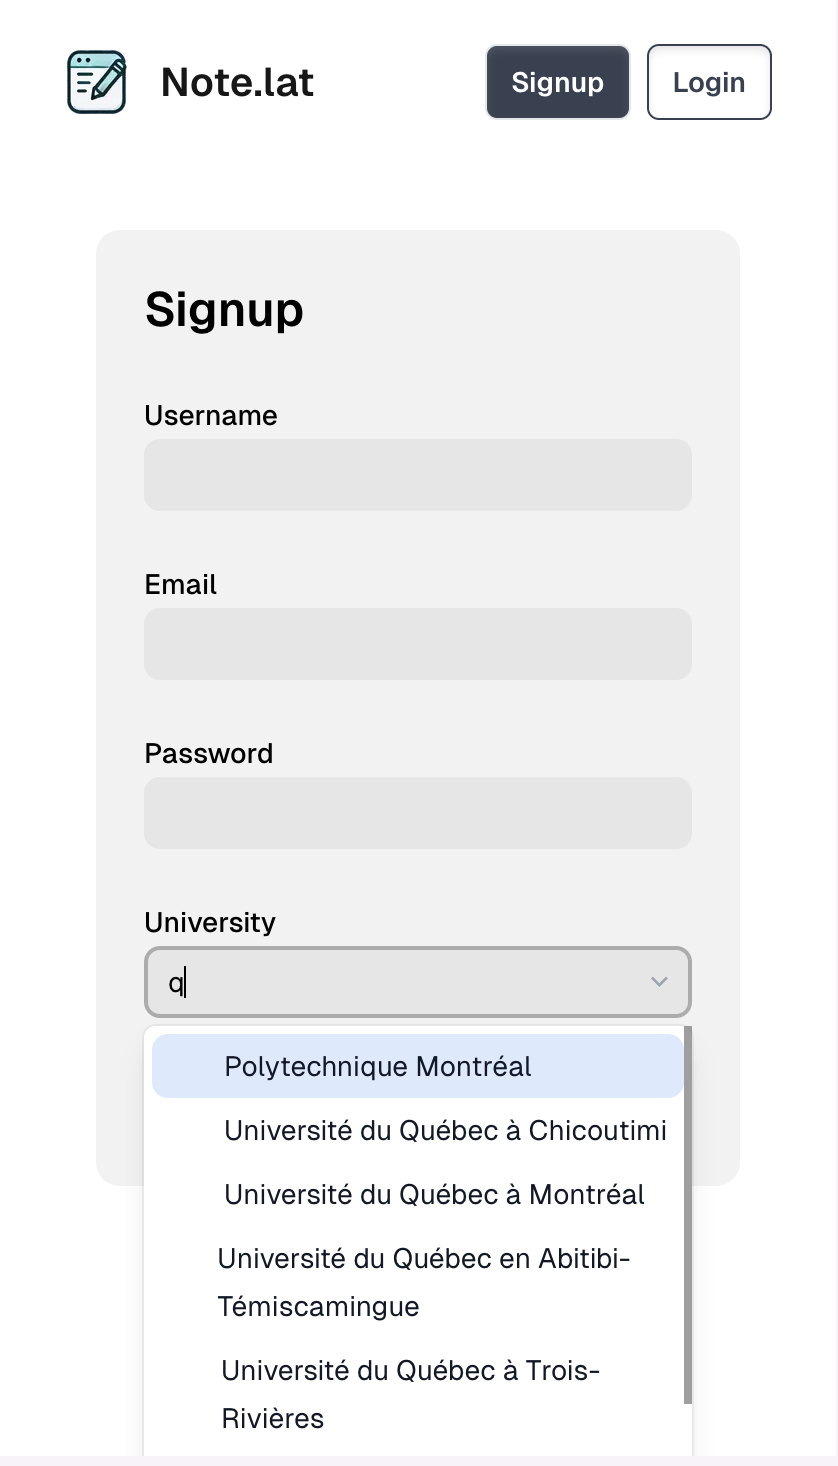 Note.lat
Signup
Login
Signup
Username
Email
Password
University
q
Polytechnique Montréal
Université du Québec à Chicoutimi
Université du Québec à Montréal
Université du Québec en Abitibi-
Témiscamingue
Université du Québec à Trois-
Rivières